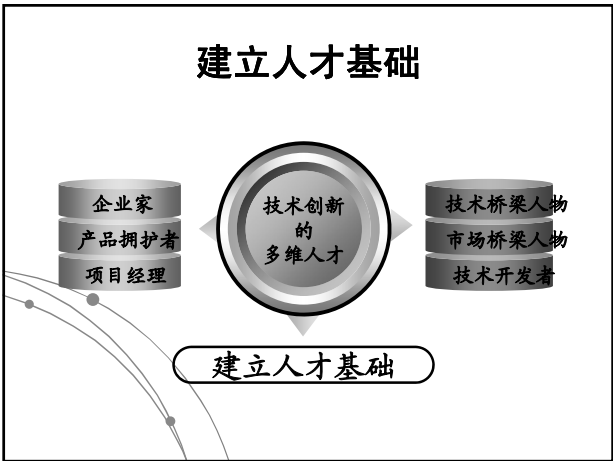 建立人才基础
企业家
产品拥护者
项目经理
技术创新
的
多维人才
技术桥梁人物
市场桥梁人物
技术开发者
建立人才基础